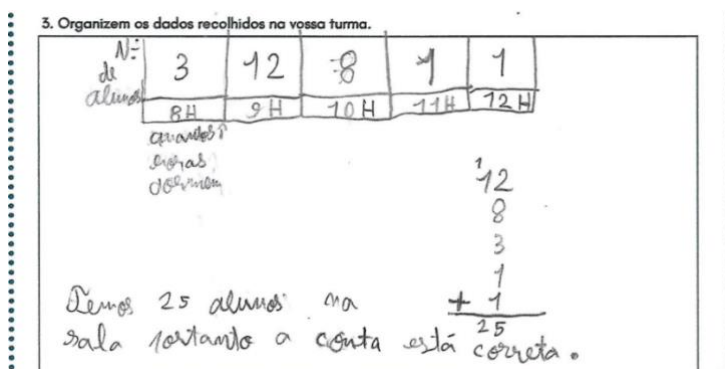 3. Organizem os dados recolhidos na vossa turma.
Nº de alunos 3 12 8 1 1
8H 9H 10H 11H 12H
quantas
horas
dormem
1
12
8
3
1
+ 1
25
Temos 25 alunos na
sala portanto a conta está correta.